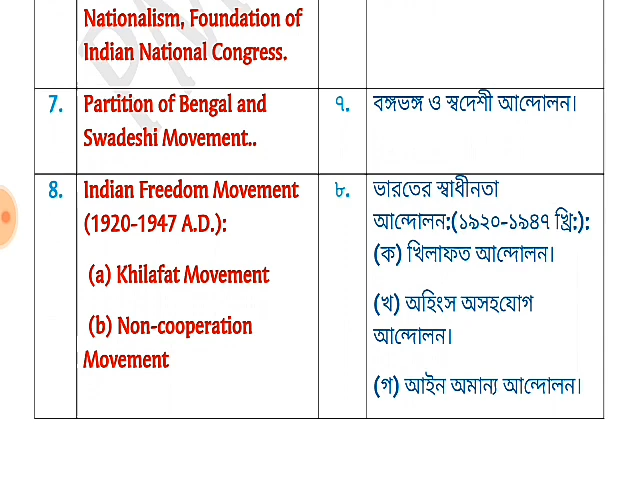 Nationalism, Foundation of
Indian National Congress.
7.
Partition of Bengal and
Swadeshi Movement..
৭.
বঙ্গভঙ্গ ও স্বদেশী আন্দোলন।
8.
Indian Freedom Movement
(1920-1947 A.D.):
(a) Khilafat Movement
(b) Non-cooperation
Movement
৮.
ভারতের স্বাধীনতা
আন্দোলন:(১৯২০-১৯৪৭ খ্রি:):
(ক) খিলাফত আন্দোলন।
(খ) অহিংস অসহযোগ
আন্দোলন।
(গ) আইন অমান্য আন্দোলন।